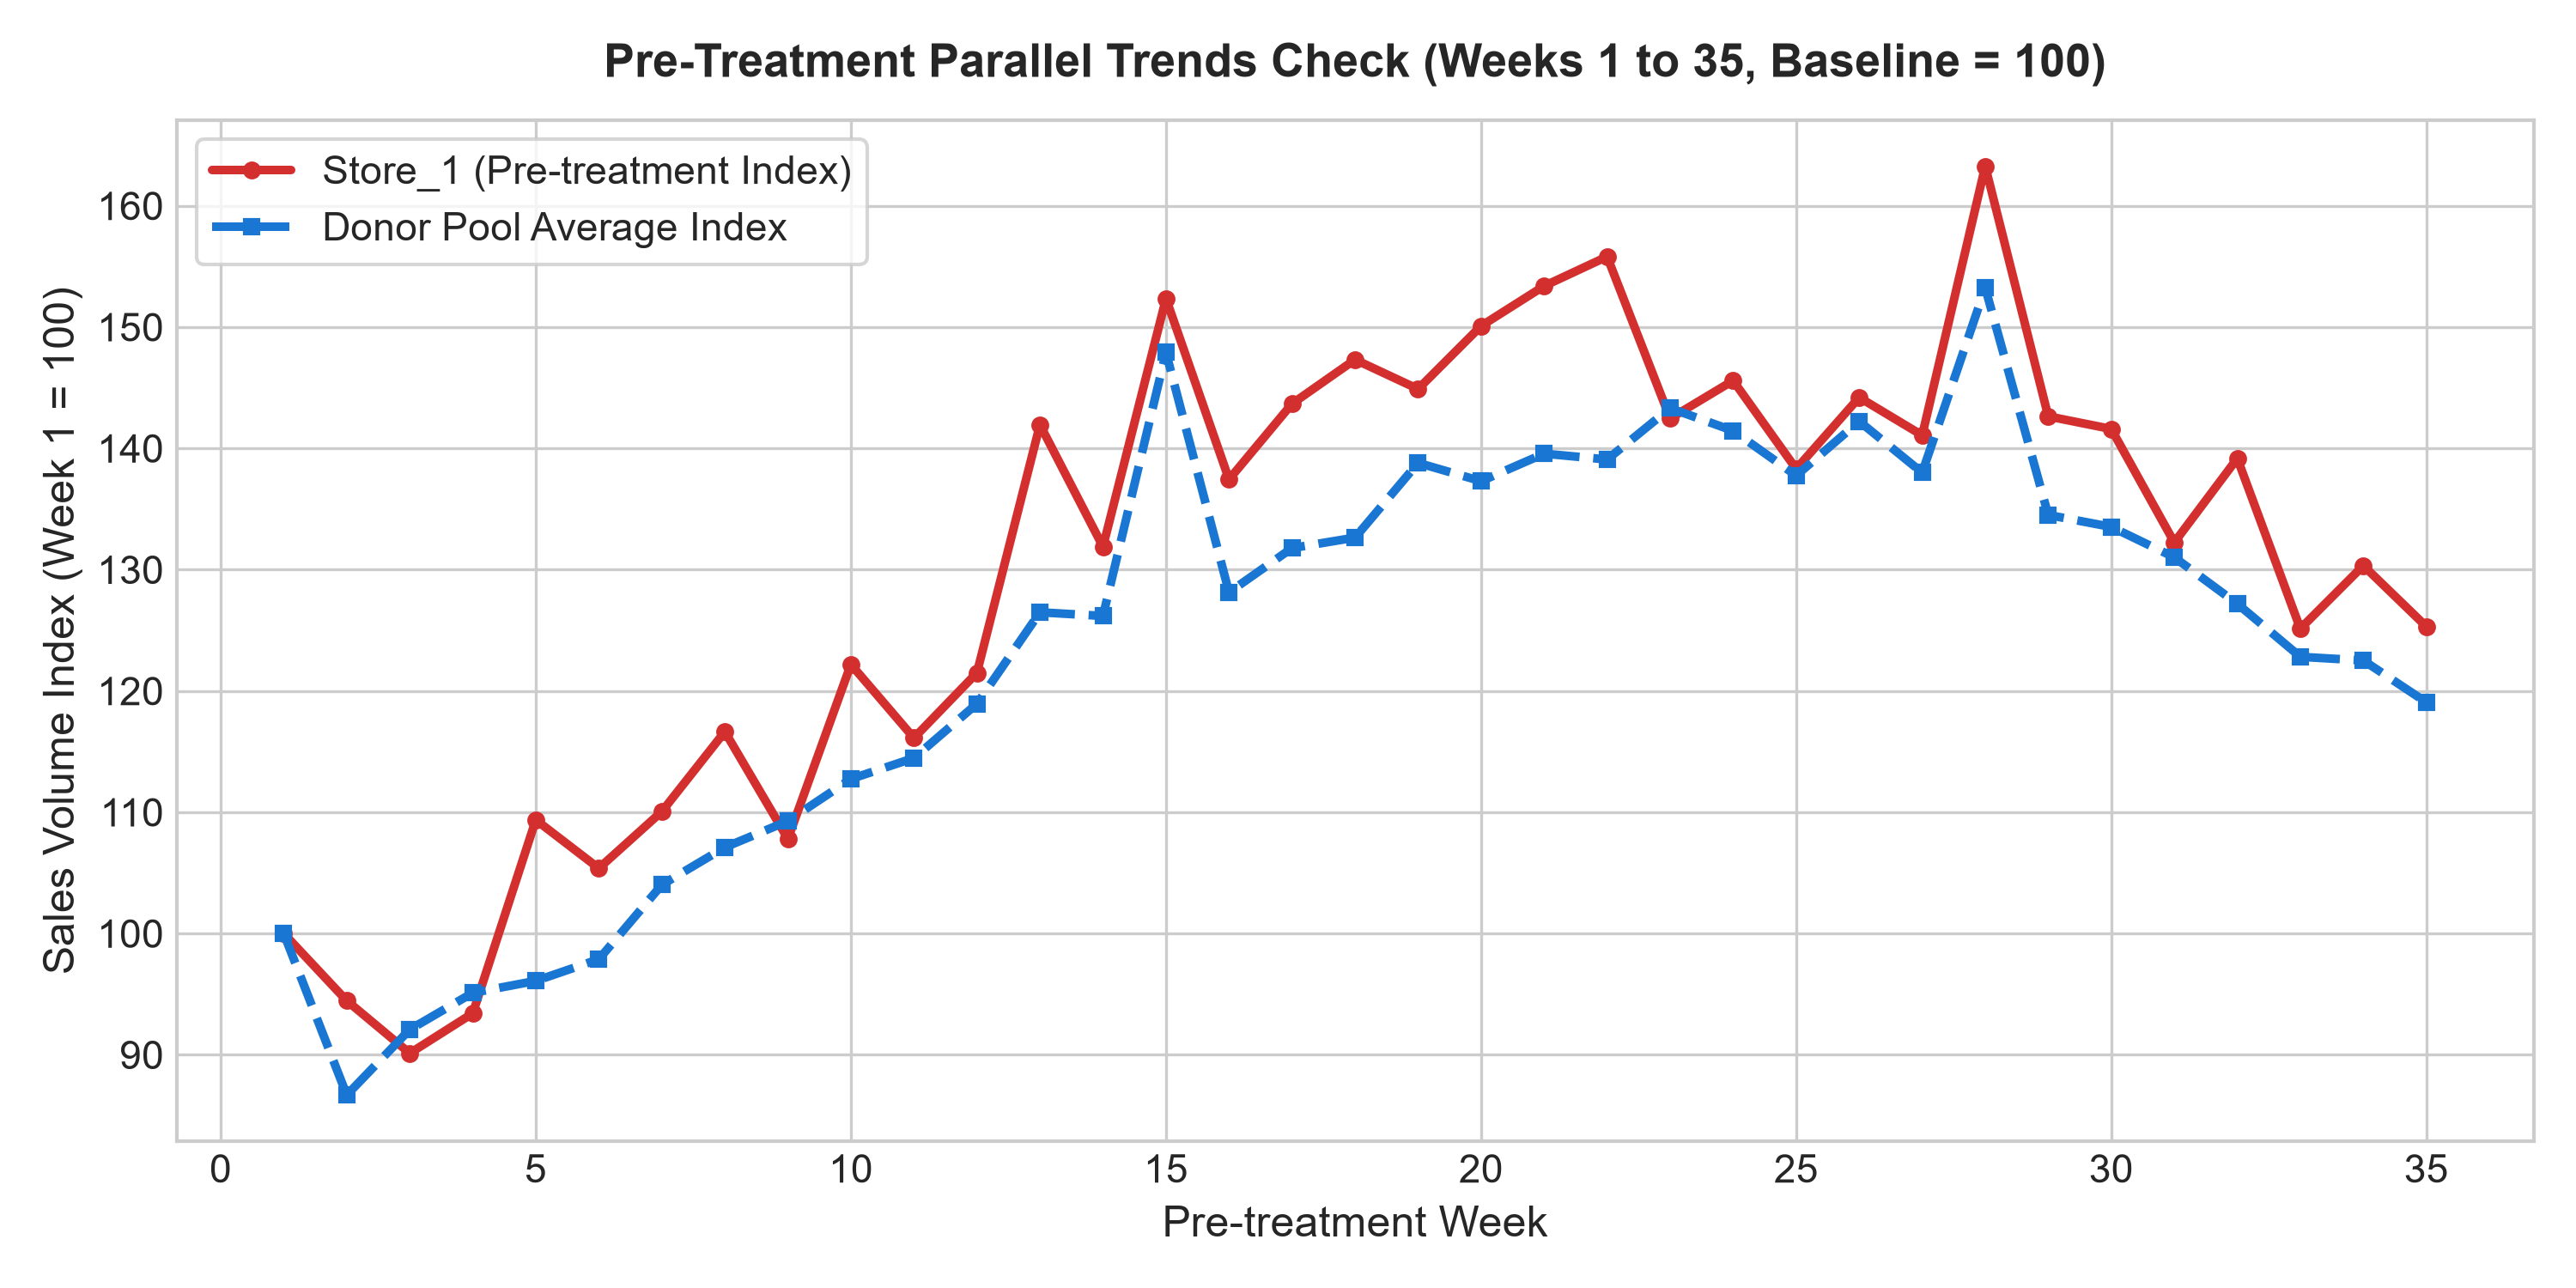 Pre-Treatment Parallel Trends Check (Weeks 1 to 35, Baseline = 100)
Store_1 (Pre-treatment Index)
Donor Pool Average Index
Sales Volume Index (Week 1 = 100)
160
150
140
130
120
110
100
90
0 5 10 15 20 25 30 35
Pre-treatment Week